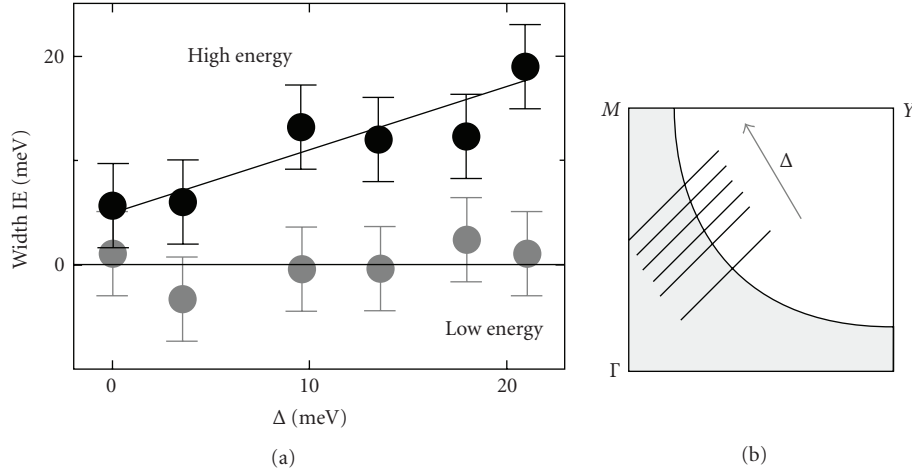 20
High energy
Width IE (meV)
0
Low energy
0
10
20
Δ (meV)
(a)
M
Y
Δ
Γ
(b)